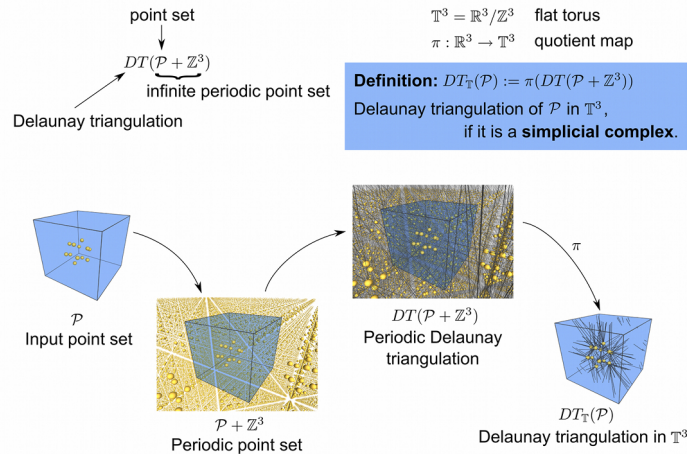 point set
DT(𝒫 + ℤ³)
infinite periodic point set
Delaunay triangulation
𝕋³ = ℝ³/ℤ³ flat torus
π : ℝ³ → 𝕋³ quotient map
Definition: DT_𝕋(𝒫) := π(DT(𝒫 + ℤ³))
Delaunay triangulation of 𝒫 in 𝕋³,
if it is a simplicial complex.
𝒫
Input point set
𝒫 + ℤ³
Periodic point set
DT(𝒫 + ℤ³)
Periodic Delaunay
triangulation
π
DT_𝕋(𝒫)
Delaunay triangulation in 𝕋³